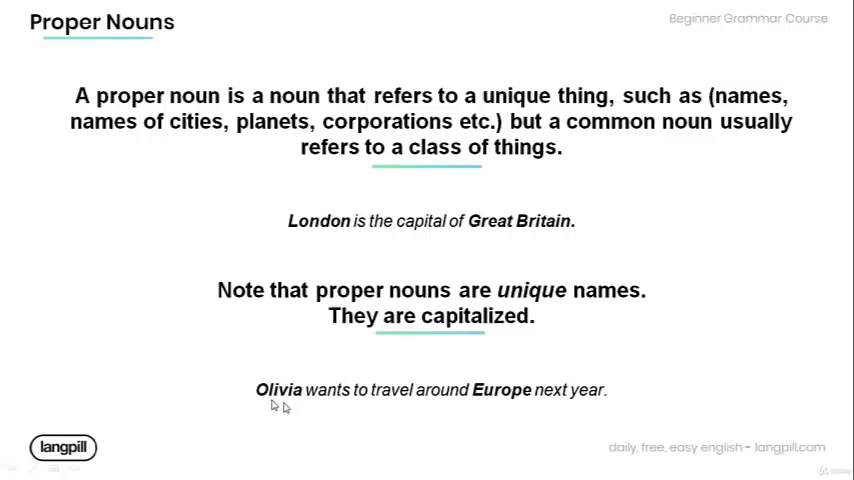 Proper Nouns
Beginner Grammar Course
A proper noun is a noun that refers to a unique thing, such as (names,
names of cities, planets, corporations etc.) but a common noun usually
refers to a class of things.
London is the capital of Great Britain.
Note that proper nouns are unique names.
They are capitalized.
Olivia wants to travel around Europe next year.
langpill
daily, free, easy english - langpill.com